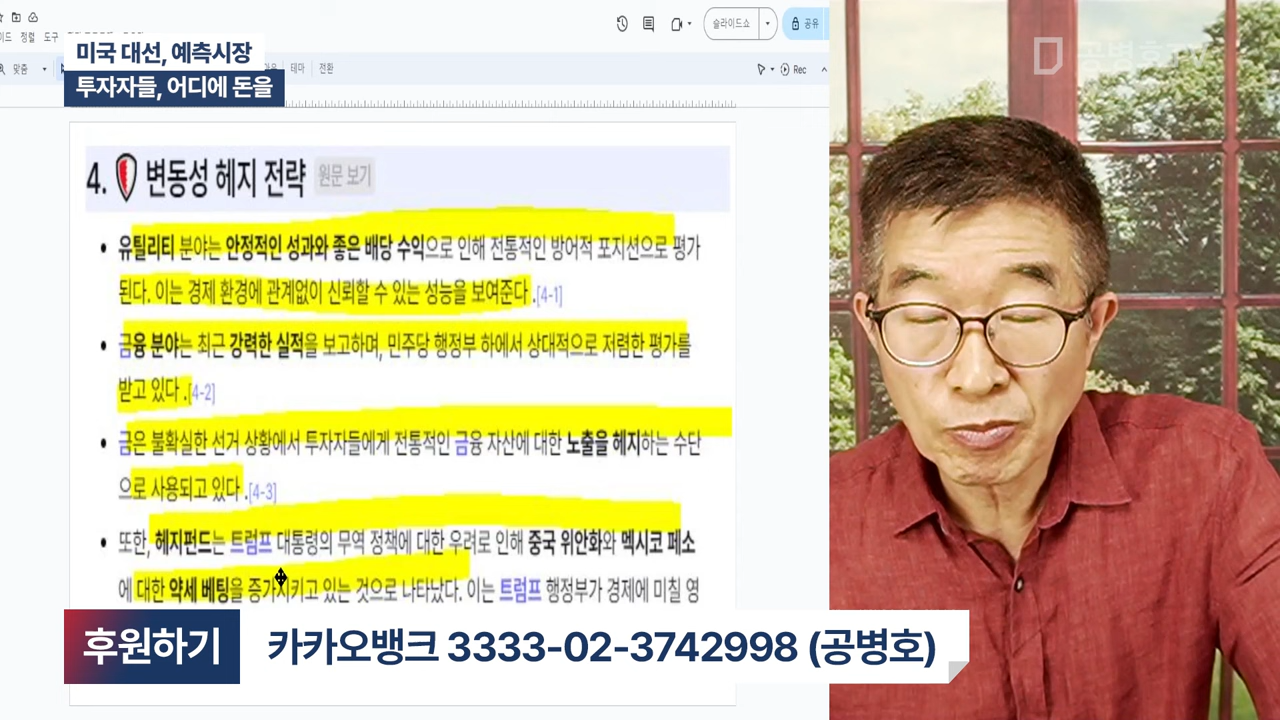 이드 정렬 도구
슬라이드쇼
공유
맞춤
테마
전환
Rec
미국 대선, 예측시장
투자자들, 어디에 돈을
공병호TV
4. 변동성 헤지 전략 원문 보기
• 유틸리티 분야는 안정적인 성과와 좋은 배당 수익으로 인해 전통적인 방어적 포지션으로 평가
된다. 이는 경제 환경에 관계없이 신뢰할 수 있는 성능을 보여준다 .[4-1]
• 금융 분야는 최근 강력한 실적을 보고하며, 민주당 행정부 하에서 상대적으로 저렴한 평가를
받고 있다 .[4-2]
• 금은 불확실한 선거 상황에서 투자자들에게 전통적인 금융 자산에 대한 노출을 헤지하는 수단
으로 사용되고 있다 .[4-3]
• 또한, 헤지펀드는 트럼프 대통령의 무역 정책에 대한 우려로 인해 중국 위안화와 멕시코 페소
에 대한 약세 베팅을 증가시키고 있는 것으로 나타났다. 이는 트럼프 행정부가 경제에 미칠 영
후원하기
카카오뱅크 3333-02-3742998 (공병호)